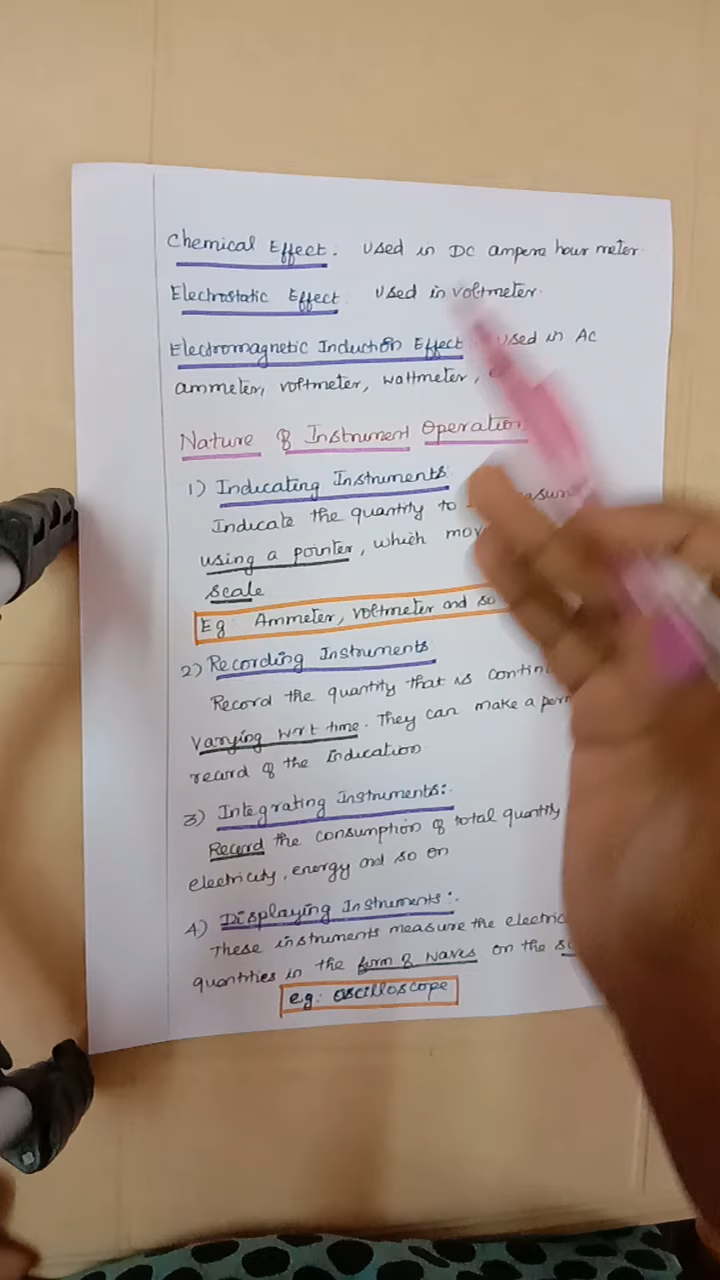 Chemical Effect : Used in DC ampere hour meter.
Electrostatic Effect : Used in voltmeter.
Electromagnetic Induction Effect : Used in AC
ammeter, voltmeter, wattmeter,
Nature of Instrument Operation
1) Indicating Instruments
Indicate the quantity to
using a pointer, which
scale
Eg: Ammeter, voltmeter and so
2) Recording Instruments
Record the quantity that is
varying wrt time. They can make a
record of the indication
3) Integrating Instruments:-
Record the consumption of total quantity
electricity, energy and so on
4) Displaying Instruments:-
These instruments measure the
quantities in the form of waves on the
e.g: oscilloscope